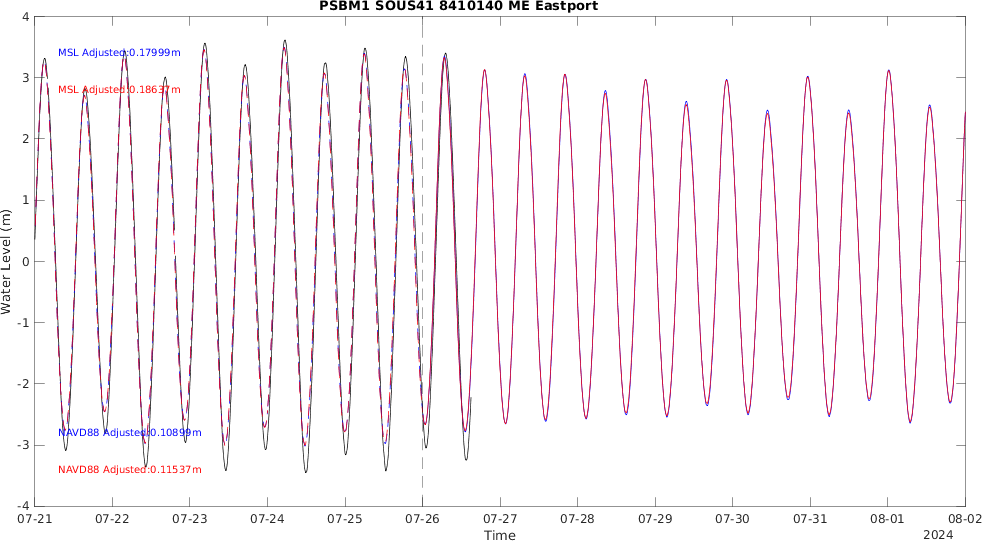 PSBM1 SOUS41 8410140 ME Eastport
4
MSL Adjusted:0.17999m
3
MSL Adjusted:0.18637m
2
1
0
Water Level (m)
-1
-2
NAVD88 Adjusted:0.10899m
-3
NAVD88 Adjusted:0.11537m
-4
07-21 07-22 07-23 07-24 07-25 07-26 07-27 07-28 07-29 07-30 07-31 08-01 08-02
Time
2024